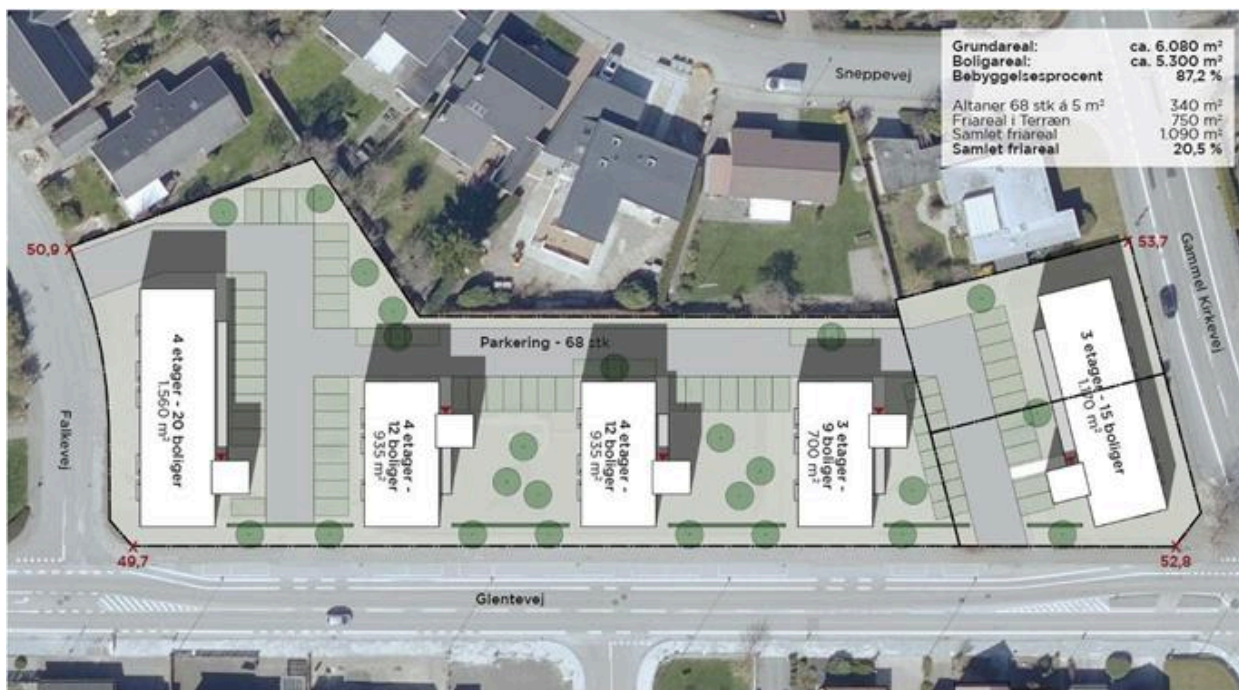 Sneppevej
Grundareal: ca. 6.080 m²
Boligareal: ca. 5.300 m²
Bebyggelsesprocent 87,2 %
Altaner 68 stk á 5 m² 340 m²
Friareal i Terræn 750 m²
Samlet friareal 1.090 m²
Samlet friareal 20,5 %
50,9
53,7
Gammel Kirkevej
Parkering - 68 stk
Falkevej
4 etager - 20 boliger
1.560 m²
4 etager -
12 boliger
935 m²
4 etager -
12 boliger
935 m²
3 etager -
9 boliger
700 m²
3 etager - 15 boliger
1.170 m²
49,7
52,8
Glentevej